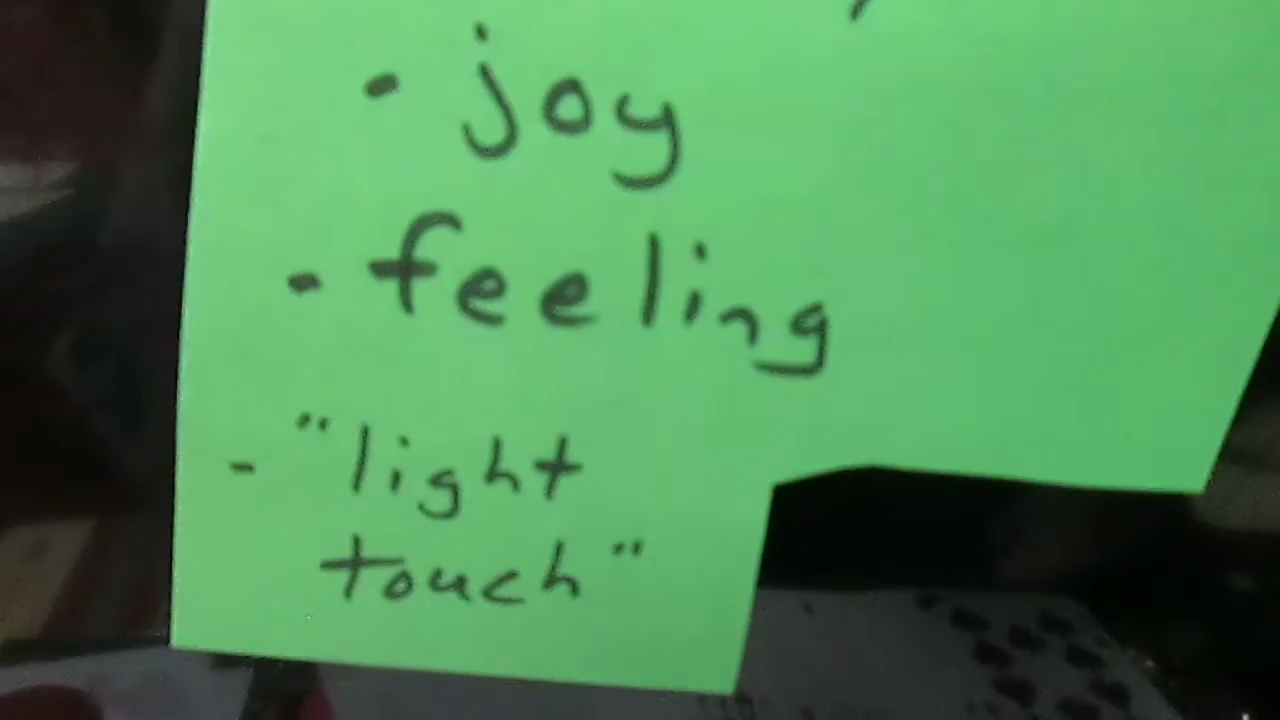 - joy
- feeling
- "light
touch"